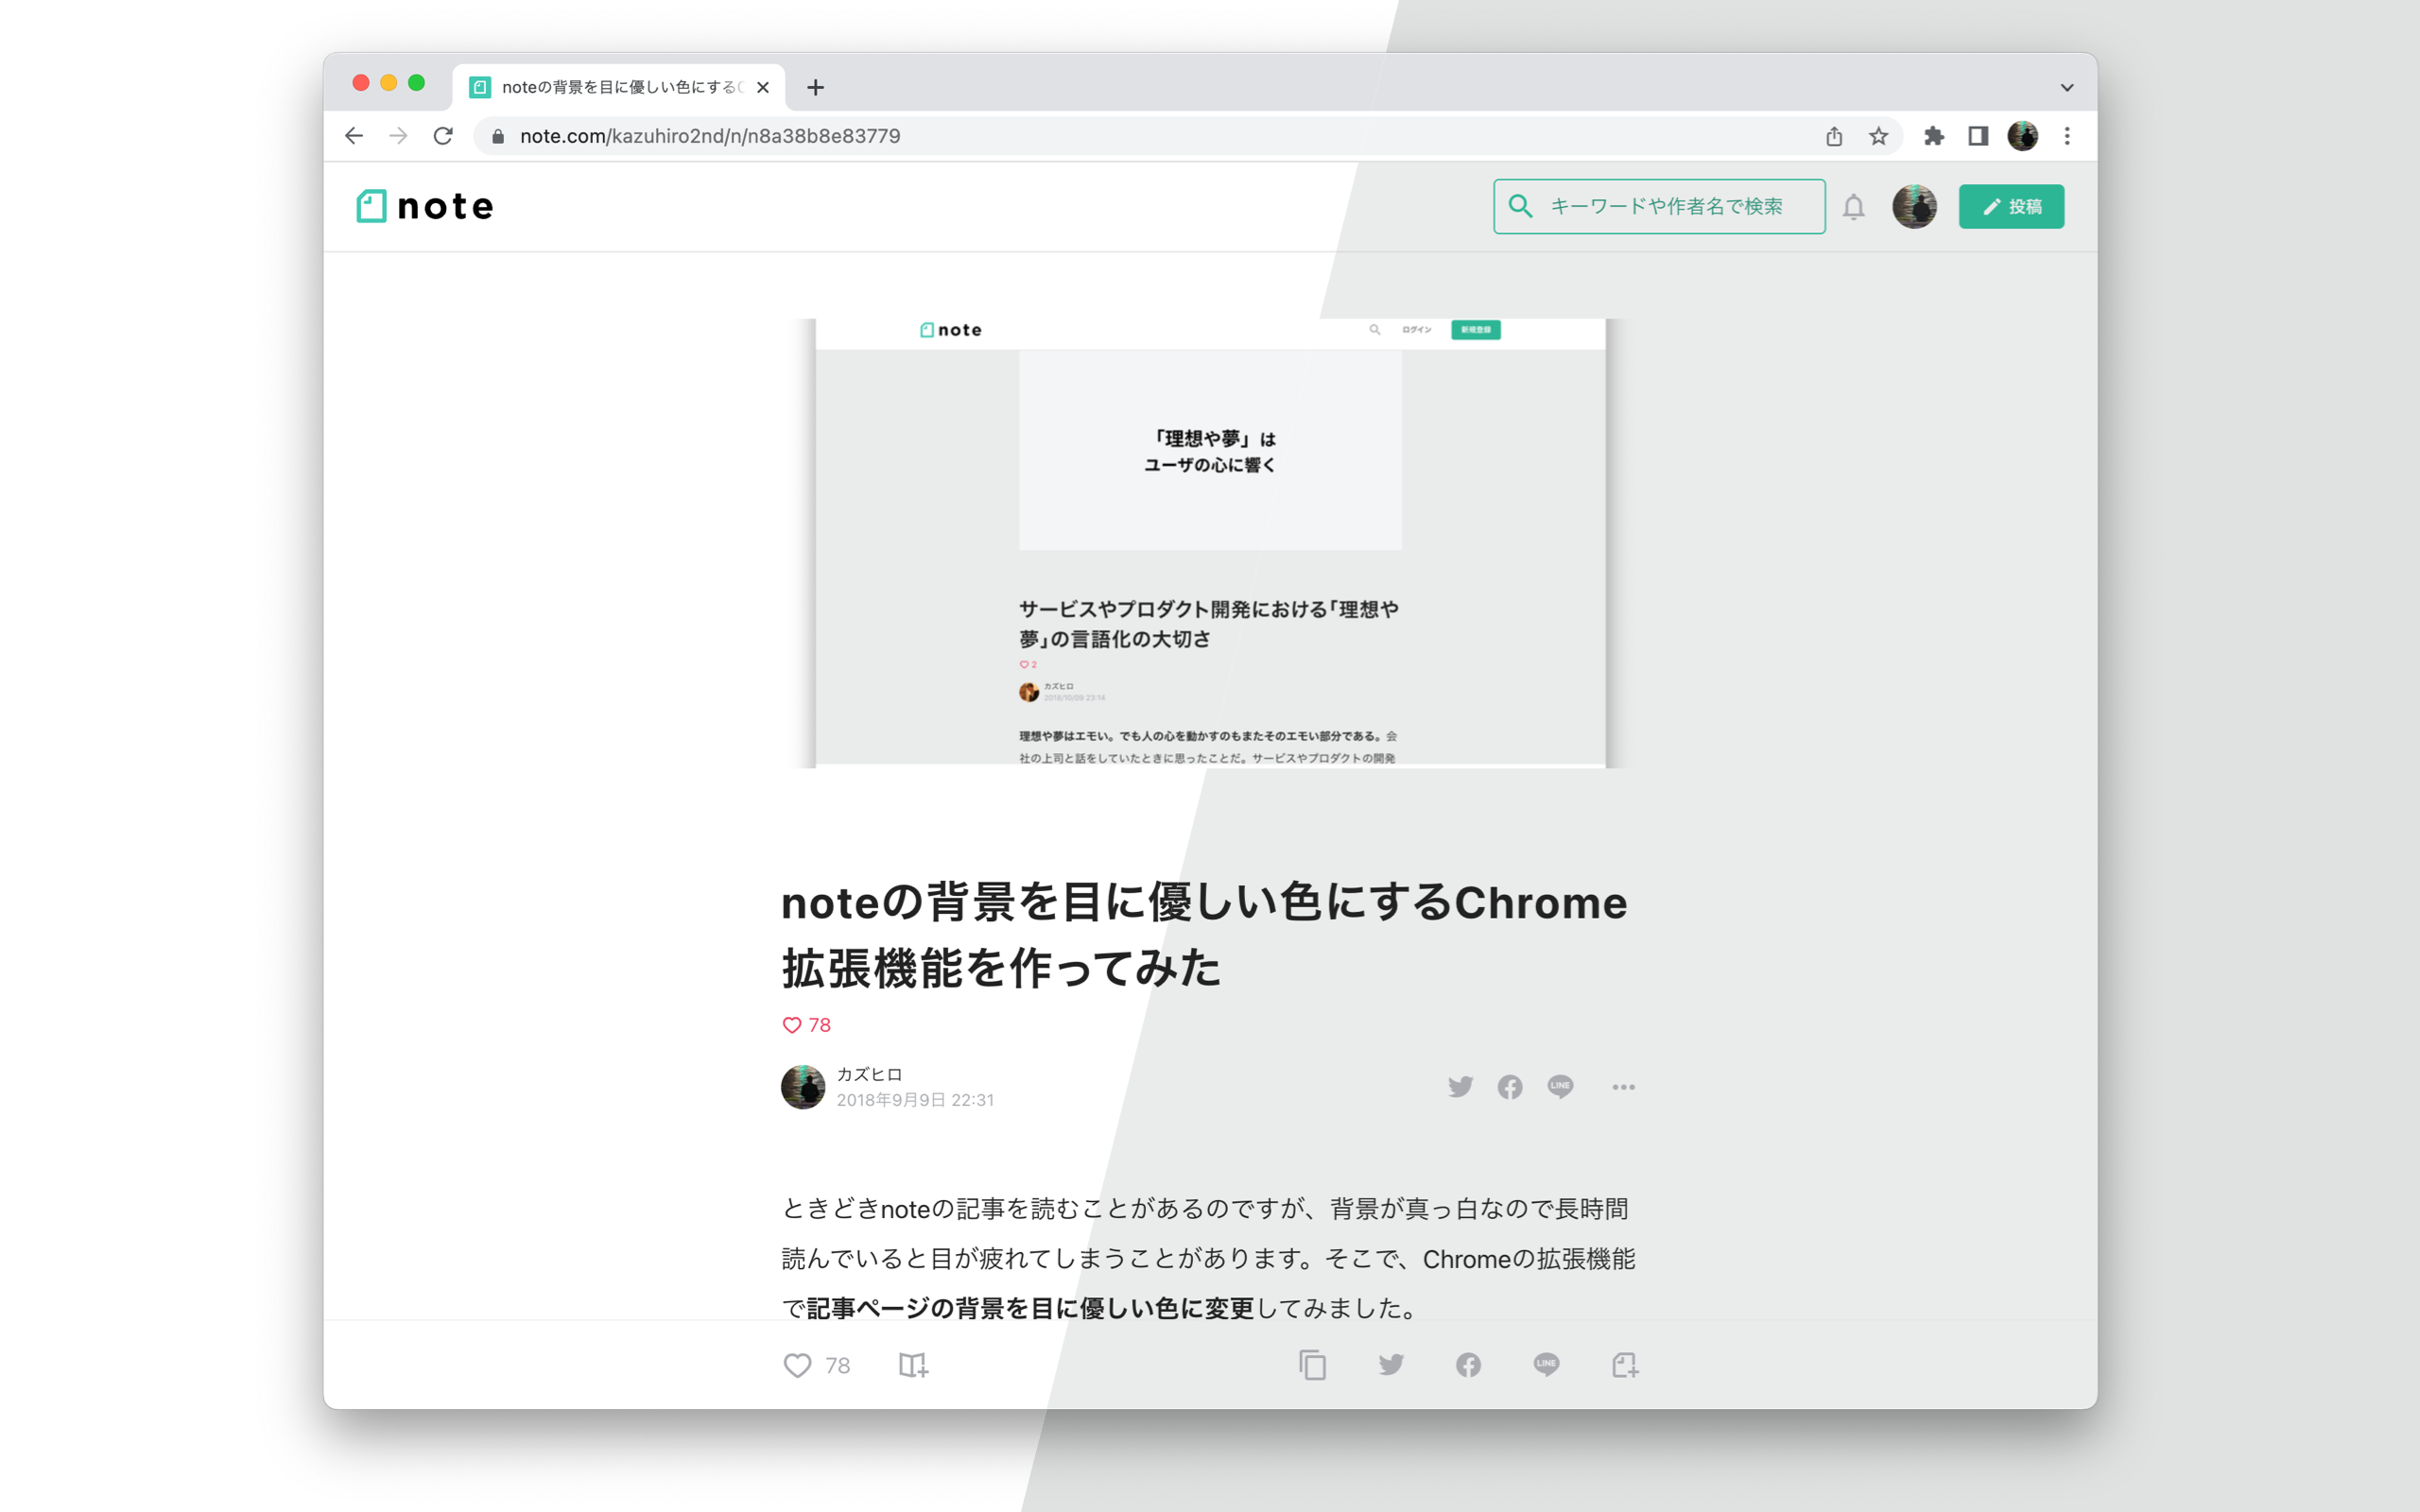 noteの背景を目に優しい色にする
note.com/kazuhiro2nd/n/n8a38b8e83779
note
キーワードや作者名で検索
投稿
note
ログイン
新規登録
「理想や夢」は
ユーザの心に響く
サービスやプロダクト開発における「理想や
夢」の言語化の大切さ
2
カズヒロ
2018/10/09 23:14
理想や夢はエモい。でも人の心を動かすのもまたそのエモい部分である。会
社の上司と話をしていたときに思ったことだ。サービスやプロダクトの開発
noteの背景を目に優しい色にするChrome
拡張機能を作ってみた
78
カズヒロ
2018年9月9日 22:31
LINE
ときどきnoteの記事を読むことがあるのですが、背景が真っ白なので長時間
読んでいると目が疲れてしまうことがあります。そこで、Chromeの拡張機能
で記事ページの背景を目に優しい色に変更してみました。
78
LINE